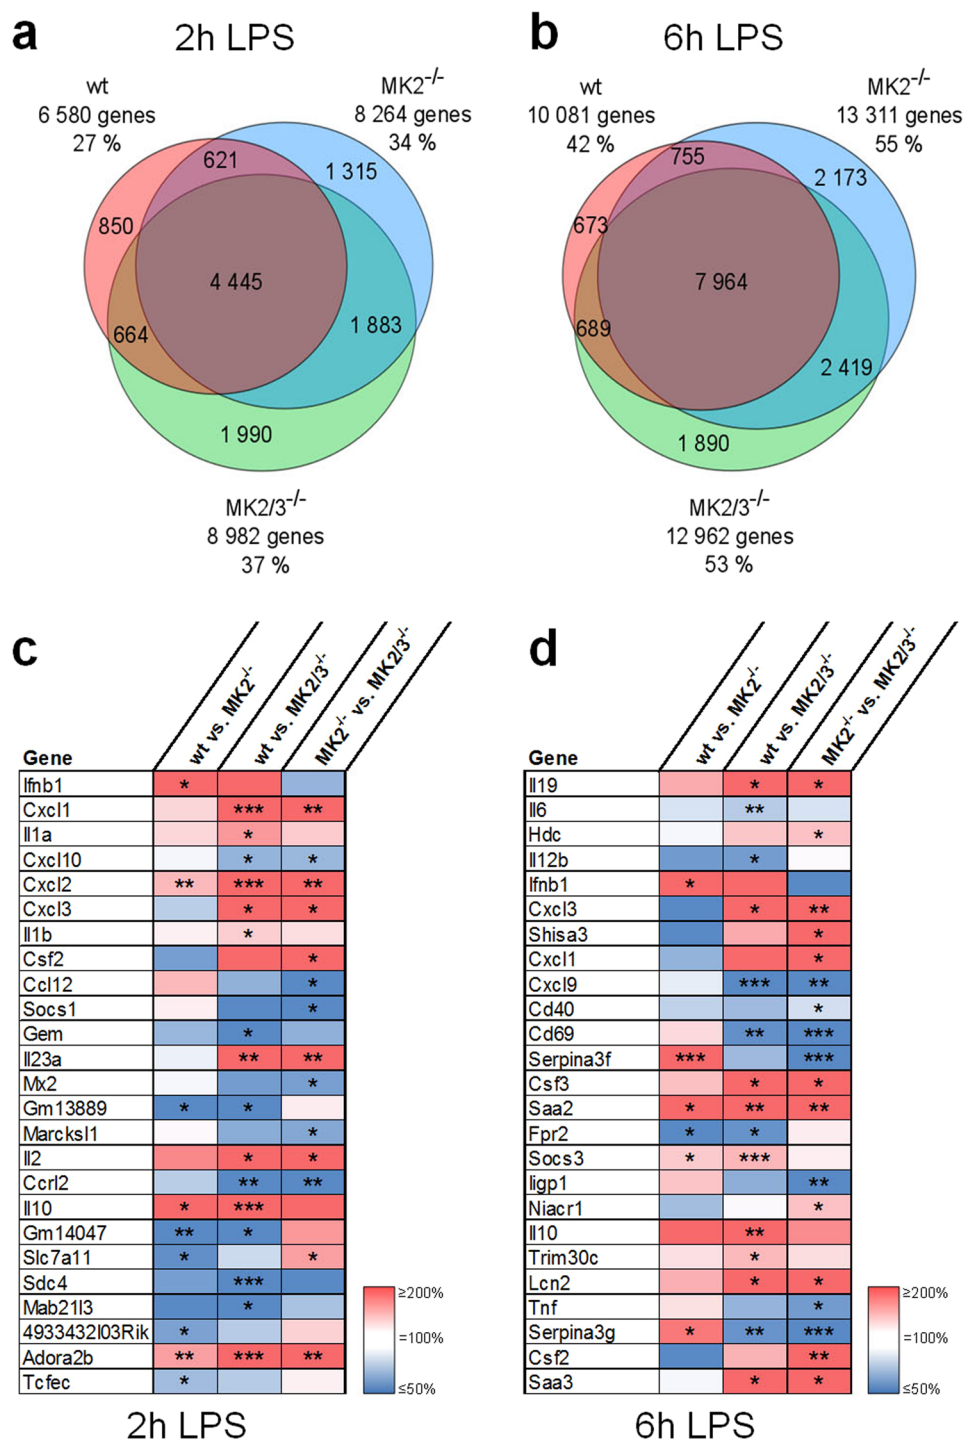 a 2h LPS
wt
6 580 genes
27 %
MK2-/-
8 264 genes
34 %
621
1 315
850
4 445
664
1 883
1 990
MK2/3-/-
8 982 genes
37 %
b 6h LPS
wt
10 081 genes
42 %
MK2-/-
13 311 genes
55 %
755
2 173
673
7 964
689
2 419
1 890
MK2/3-/-
12 962 genes
53 %
c
Gene wt vs. MK2-/- wt vs. MK2/3-/- MK2-/- vs. MK2/3-/-
Ifnb1 *
Cxcl1 *** **
Il1a *
Cxcl10 * *
Cxcl2 ** *** **
Cxcl3 * *
Il1b *
Csf2 *
Ccl12 *
Socs1 *
Gem *
Il23a ** **
Mx2 *
Gm13889 * *
Marcksl1 *
Il2 * *
Ccrl2 ** **
Il10 * ***
Gm14047 ** *
Slc7a11 * *
Sdc4 ***
Mab21l3 *
4933432I03Rik *
Adora2b ** *** **
Tcfec *
≥200%
=100%
≤50%
2h LPS
d
Gene wt vs. MK2-/- wt vs. MK2/3-/- MK2-/- vs. MK2/3-/-
Il19 * *
Il6 **
Hdc *
Il12b *
Ifnb1 *
Cxcl3 * **
Shisa3 *
Cxcl1 *
Cxcl9 *** **
Cd40 *
Cd69 ** ***
Serpina3f *** ***
Csf3 * *
Saa2 * ** **
Fpr2 * *
Socs3 * ***
Iigp1 **
Niacr1 *
Il10 **
Trim30c *
Lcn2 * *
Tnf *
Serpina3g * ** ***
Csf2 **
Saa3 * *
≥200%
=100%
≤50%
6h LPS